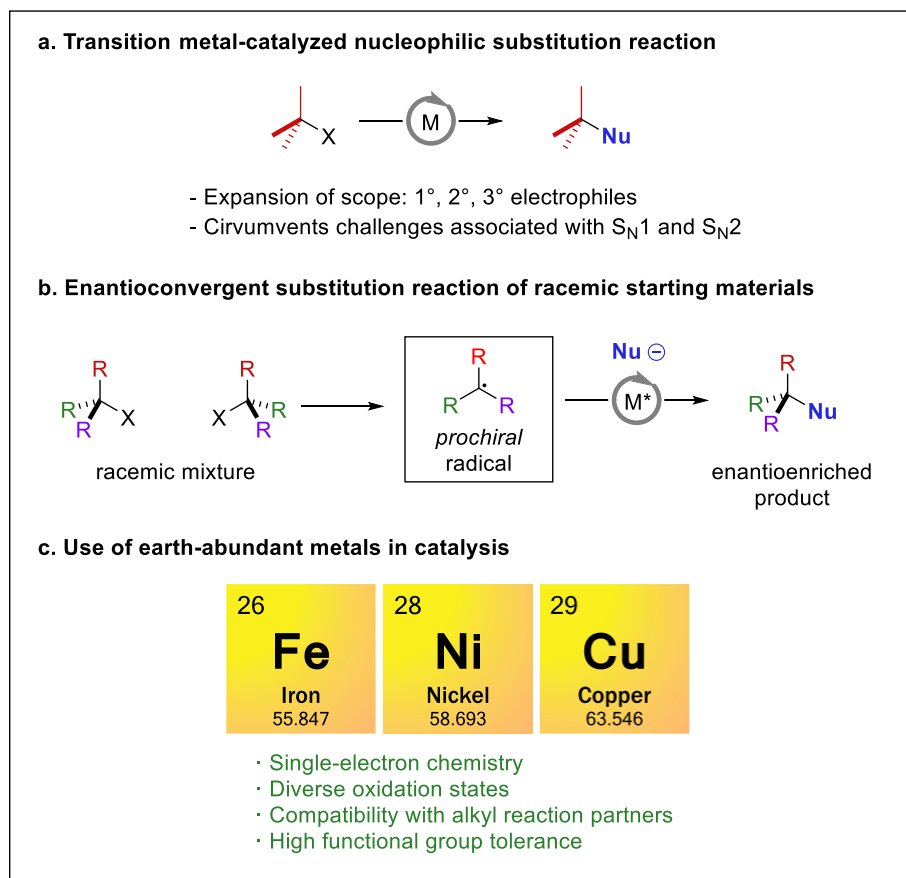 a. Transition metal-catalyzed nucleophilic substitution reaction
X
M
Nu
- Expansion of scope: 1°, 2°, 3° electrophiles
- Cirvumvents challenges associated with SN1 and SN2
b. Enantioconvergent substitution reaction of racemic starting materials
R
R
R
X
R
X
R
R
racemic mixture
R
R
R
prochiral
radical
Nu ⊖
M*
R
R
R
Nu
enantioenriched
product
c. Use of earth-abundant metals in catalysis
26
Fe
Iron
55.847
28
Ni
Nickel
58.693
29
Cu
Copper
63.546
· Single-electron chemistry
· Diverse oxidation states
· Compatibility with alkyl reaction partners
· High functional group tolerance